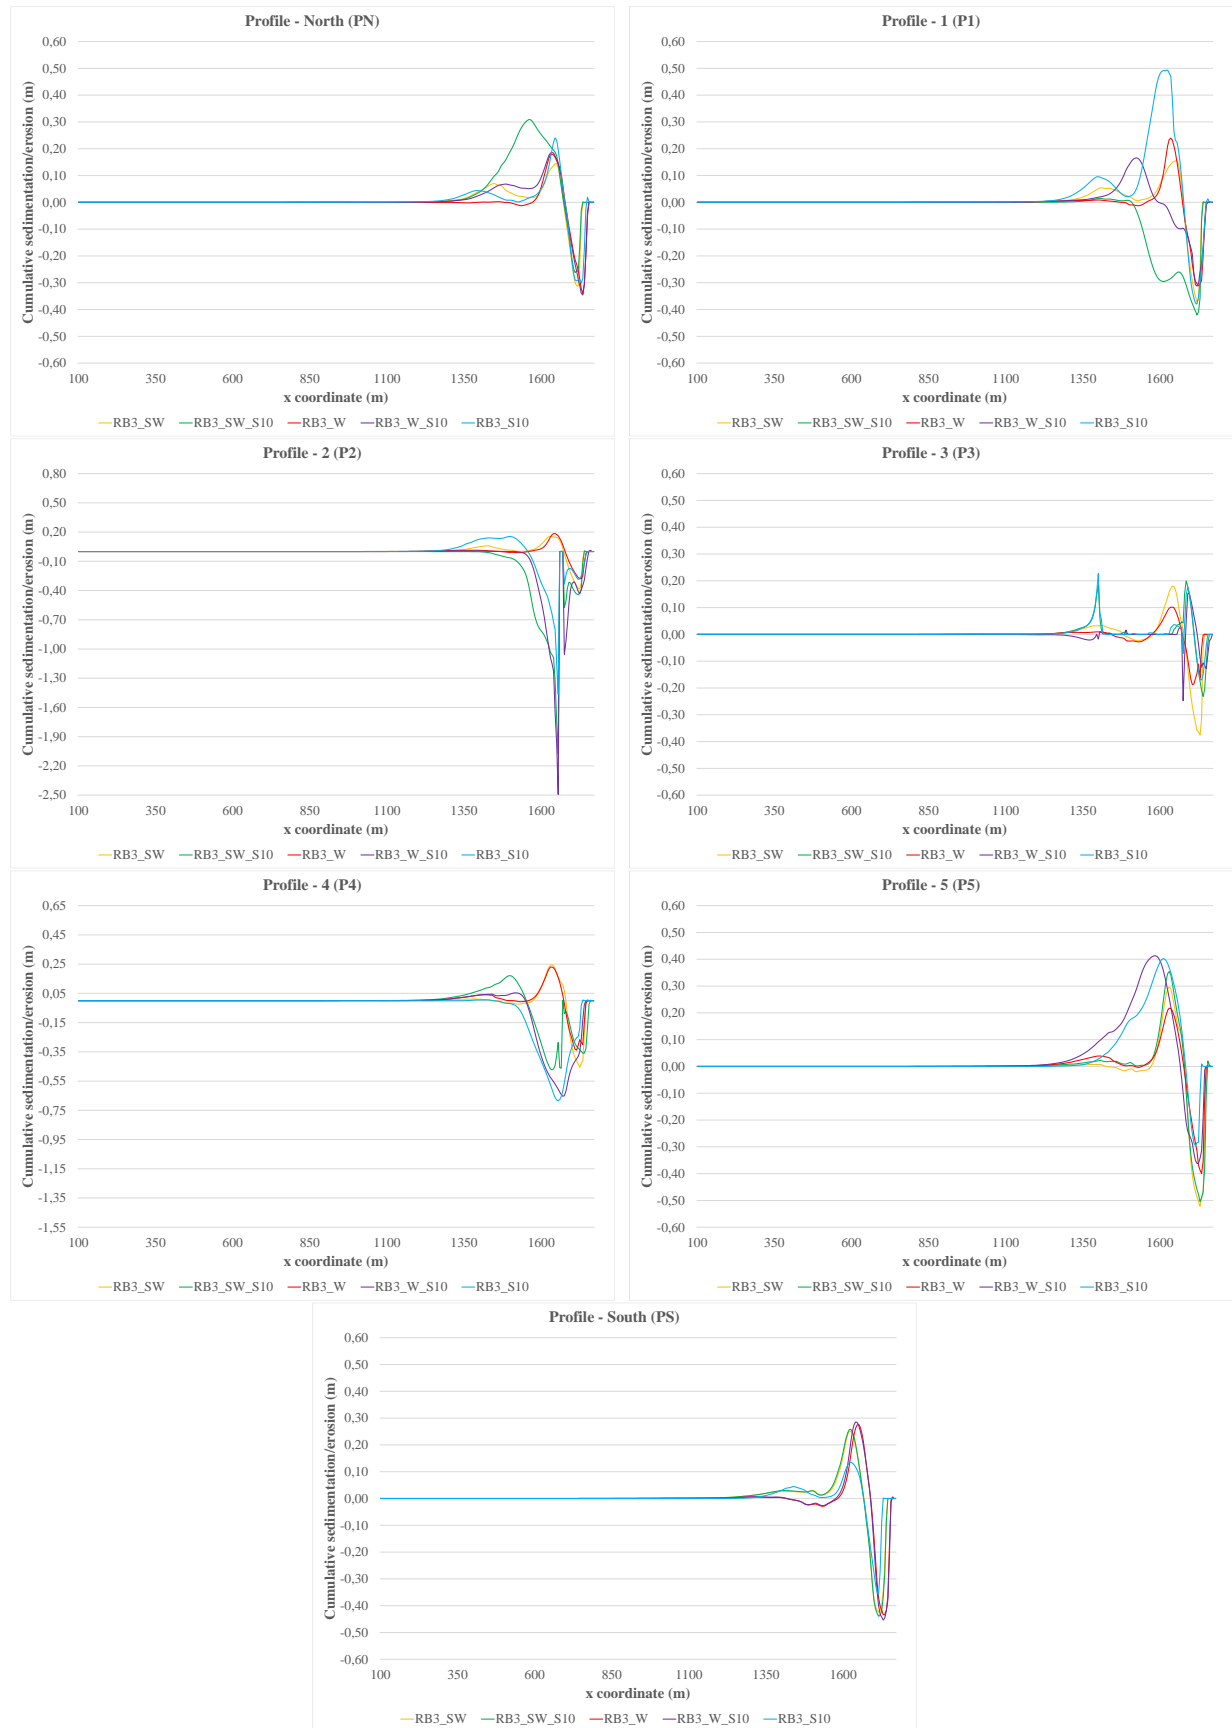 Profile - North (PN)
Cumulative sedimentation/erosion (m)
0,60
0,50
0,40
0,30
0,20
0,10
0,00
-0,10
-0,20
-0,30
-0,40
-0,50
-0,60
100 350 600 850 1100 1350 1600
x coordinate (m)
RB3_SW RB3_SW_S10 RB3_W RB3_W_S10 RB3_S10
Profile - 1 (P1)
Cumulative sedimentation/erosion (m)
0,60
0,50
0,40
0,30
0,20
0,10
0,00
-0,10
-0,20
-0,30
-0,40
-0,50
-0,60
100 350 600 850 1100 1350 1600
x coordinate (m)
RB3_SW RB3_SW_S10 RB3_W RB3_W_S10 RB3_S10
Profile - 2 (P2)
Cumulative sedimentation/erosion (m)
0,80
0,50
0,20
-0,10
-0,40
-0,70
-1,00
-1,30
-1,60
-1,90
-2,20
-2,50
100 350 600 850 1100 1350 1600
x coordinate (m)
RB3_SW RB3_SW_S10 RB3_W RB3_W_S10 RB3_S10
Profile - 3 (P3)
Cumulative sedimentation/erosion (m)
0,60
0,50
0,40
0,30
0,20
0,10
0,00
-0,10
-0,20
-0,30
-0,40
-0,50
-0,60
100 350 600 850 1100 1350 1600
x coordinate (m)
RB3_SW RB3_SW_S10 RB3_W RB3_W_S10 RB3_S10
Profile - 4 (P4)
Cumulative sedimentation/erosion (m)
0,65
0,45
0,25
0,05
-0,15
-0,35
-0,55
-0,75
-0,95
-1,15
-1,35
-1,55
100 350 600 850 1100 1350 1600
x coordinate (m)
RB3_SW RB3_SW_S10 RB3_W RB3_W_S10 RB3_S10
Profile - 5 (P5)
Cumulative sedimentation/erosion (m)
0,60
0,50
0,40
0,30
0,20
0,10
0,00
-0,10
-0,20
-0,30
-0,40
-0,50
-0,60
100 350 600 850 1100 1350 1600
x coordinate (m)
RB3_SW RB3_SW_S10 RB3_W RB3_W_S10 RB3_S10
Profile - South (PS)
Cumulative sedimentation/erosion (m)
0,60
0,50
0,40
0,30
0,20
0,10
0,00
-0,10
-0,20
-0,30
-0,40
-0,50
-0,60
100 350 600 850 1100 1350 1600
x coordinate (m)
RB3_SW RB3_SW_S10 RB3_W RB3_W_S10 RB3_S10